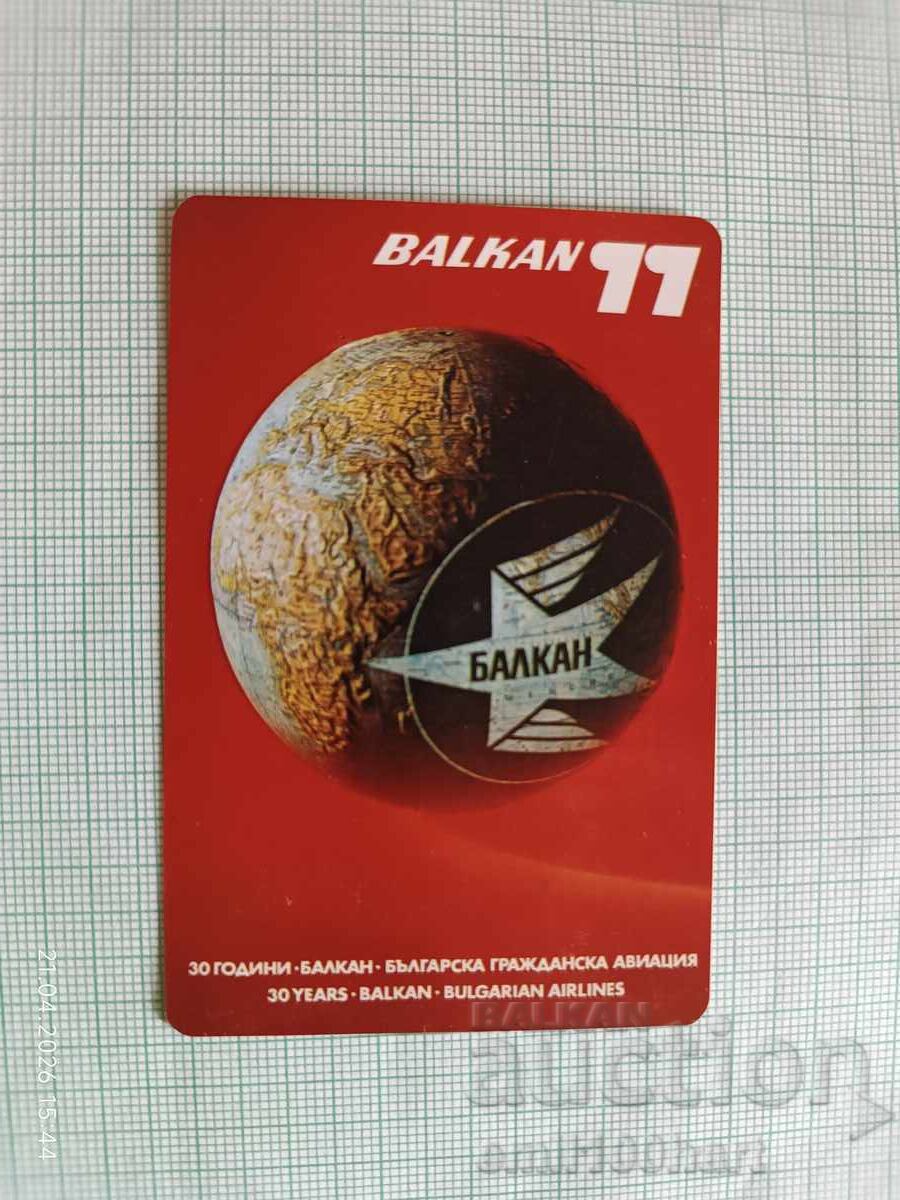 BALKAN 77
БАЛКАН
30 ГОДИНИ · БАЛКАН · БЪЛГАРСКА ГРАЖДАНСКА АВИАЦИЯ
30 YEARS · BALKAN · BULGARIAN AIRLINES
21.04.2026 15:44
BALKAN
auction